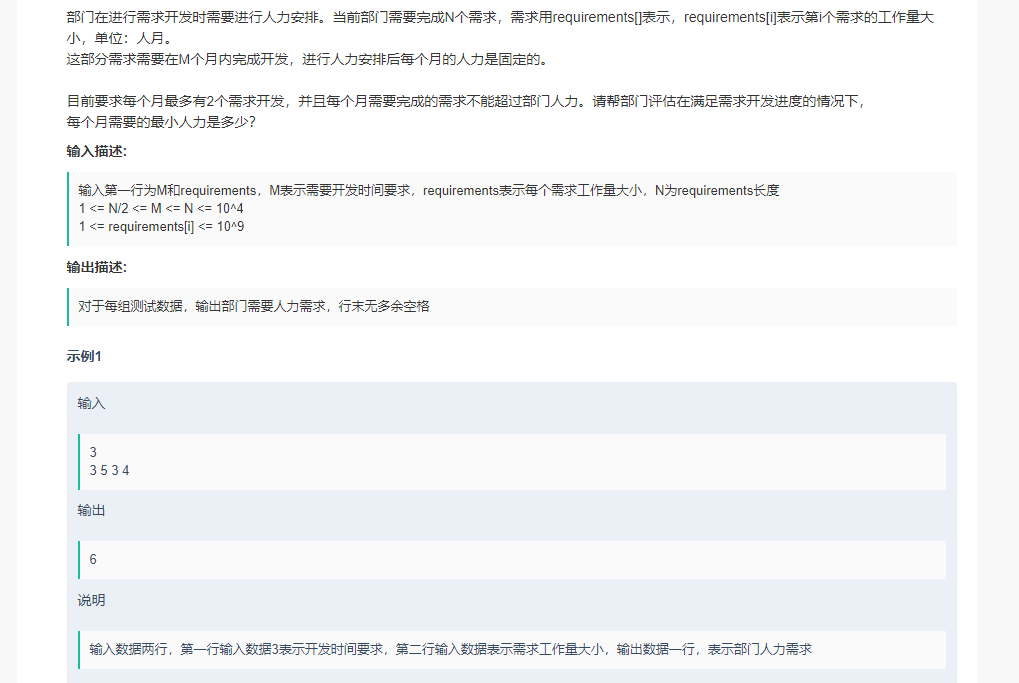 部门在进行需求开发时需要进行人力安排。当前部门需要完成N个需求，需求用requirements[]表示，requirements[i]表示第i个需求的工作量大
小，单位：人月。
这部分需求需要在M个月内完成开发，进行人力安排后每个月的人力是固定的。
目前要求每个月最多有2个需求开发，并且每个月需要完成的需求不能超过部门人力。请帮部门评估在满足需求开发进度的情况下，
每个月需要的最小人力是多少?
输入描述:
输入第一行为M和requirements，M表示需要开发时间要求，requirements表示每个需求工作量大小，N为requirements长度
1 <= N/2 <= M <= N <= 10^4
1 <= requirements[i] <= 10^9
输出描述:
对于每组测试数据，输出部门需要人力需求，行末无多余空格
示例1
输入
3
3 5 3 4
输出
6
说明
输入数据两行，第一行输入数据3表示开发时间要求，第二行输入数据表示需求工作量大小，输出数据一行，表示部门人力需求